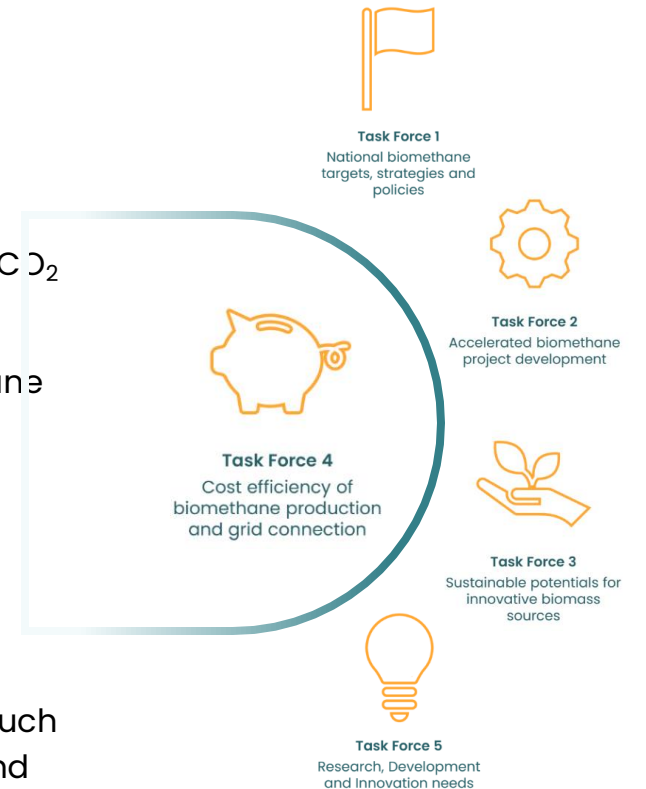 Task Force 1
National biomethane
targets, strategies and
policies
CO₂
Task Force 2
Accelerated biomethane
project development
Task Force 4
Cost efficiency of
biomethane production
and grid connection
Task Force 3
Sustainable potentials for
innovative biomass
sources
Task Force 5
Research, Development
and Innovation needs